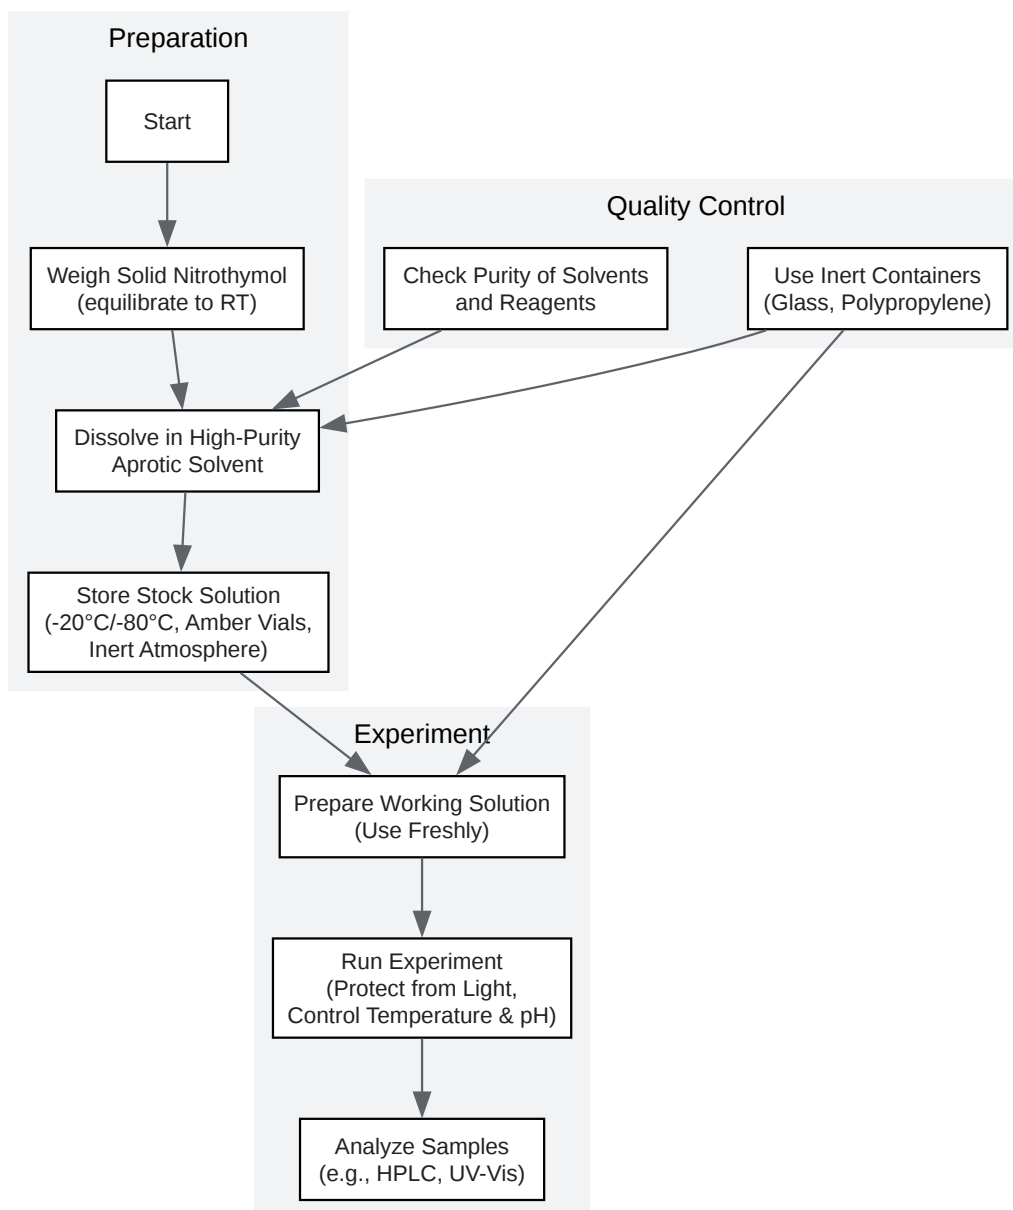 Preparation
Start
Weigh Solid Nitrothymol
(equilibrate to RT)
Quality Control
Check Purity of Solvents
and Reagents
Use Inert Containers
(Glass, Polypropylene)
Dissolve in High-Purity
Aprotic Solvent
Store Stock Solution
(-20°C/-80°C, Amber Vials,
Inert Atmosphere)
Experiment
Prepare Working Solution
(Use Freshly)
Run Experiment
(Protect from Light,
Control Temperature & pH)
Analyze Samples
(e.g., HPLC, UV-Vis)